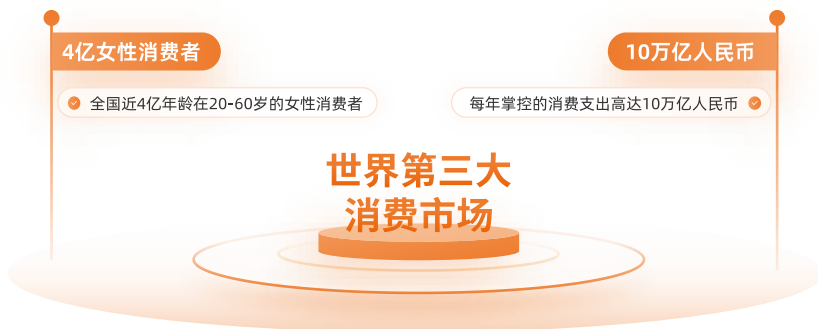 4亿女性消费者
全国近4亿年龄在20-60岁的女性消费者
10万亿人民币
每年掌控的消费支出高达10万亿人民币
世界第三大
消费市场